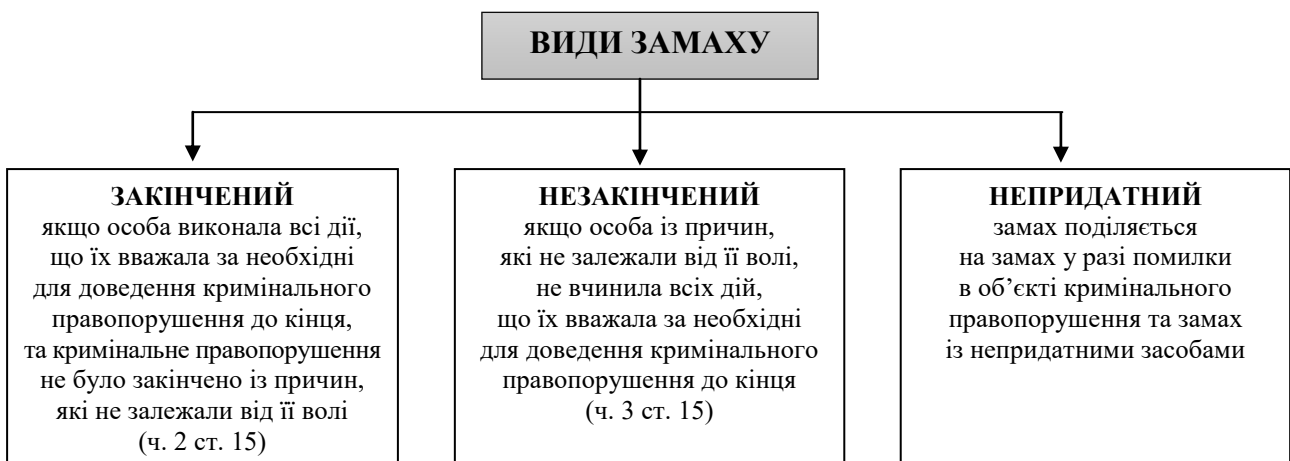 ВИДИ ЗАМАХУ
ЗАКІНЧЕНИЙ
якщо особа виконала всі дії,
що їх вважала за необхідні
для доведення кримінального
правопорушення до кінця,
та кримінальне правопорушення
не було закінчено із причин,
які не залежали від її волі
(ч. 2 ст. 15)
НЕЗАКІНЧЕНИЙ
якщо особа із причин,
які не залежали від її волі,
не вчинила всіх дій,
що їх вважала за необхідні
для доведення кримінального
правопорушення до кінця
(ч. 3 ст. 15)
НЕПРИДАТНИЙ
замах поділяється
на замах у разі помилки
в об’єкті кримінального
правопорушення та замах
із непридатними засобами